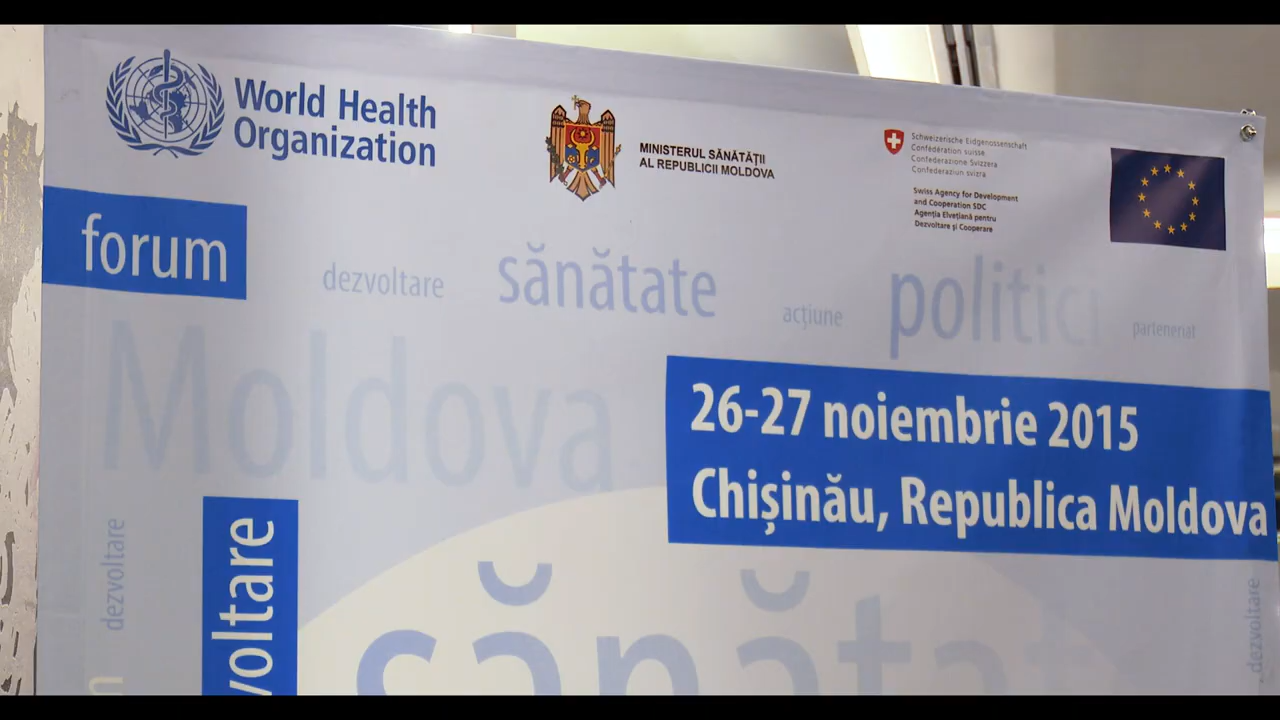 World Health
Organization
MINISTERUL SĂNĂTĂȚII
AL REPUBLICII MOLDOVA
Schweizerische Eidgenossenschaft
Confédération suisse
Confederazione Svizzera
Confederaziun svizra
Swiss Agency for Development
and Cooperation SDC
Agenția Elvețiană pentru
Dezvoltare și Cooperare
forum
dezvoltare
sănătate
acțiune
politici
parteneriat
Moldova
26-27 noiembrie 2015
Chișinău, Republica Moldova
dezvoltare
voltare
sănăta
dezvoltare